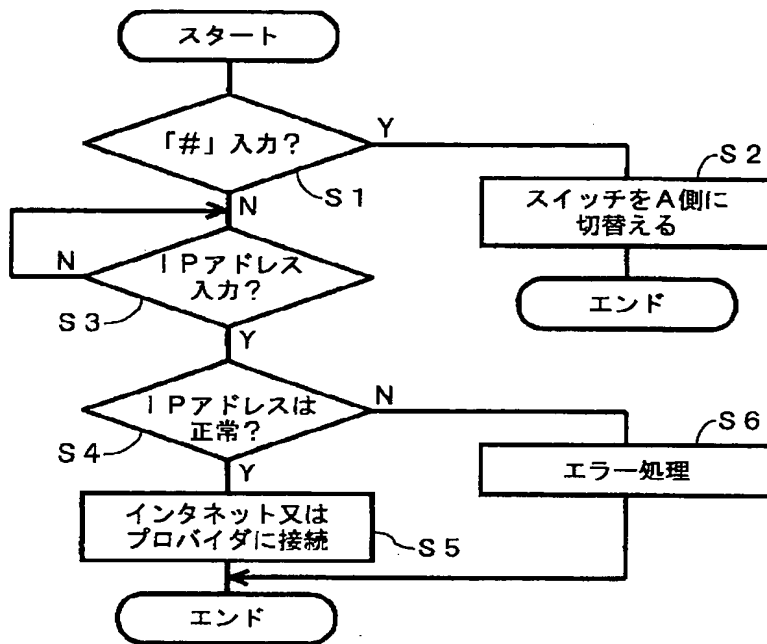 スタート
「#」入力?
Y
S1
S2
スイッチをA側に
切替える
エンド
N
N
IPアドレス
入力?
S3
Y
IPアドレスは
正常?
N
S4
Y
S6
エラー処理
インタネット又は
プロバイダに接続
S5
エンド